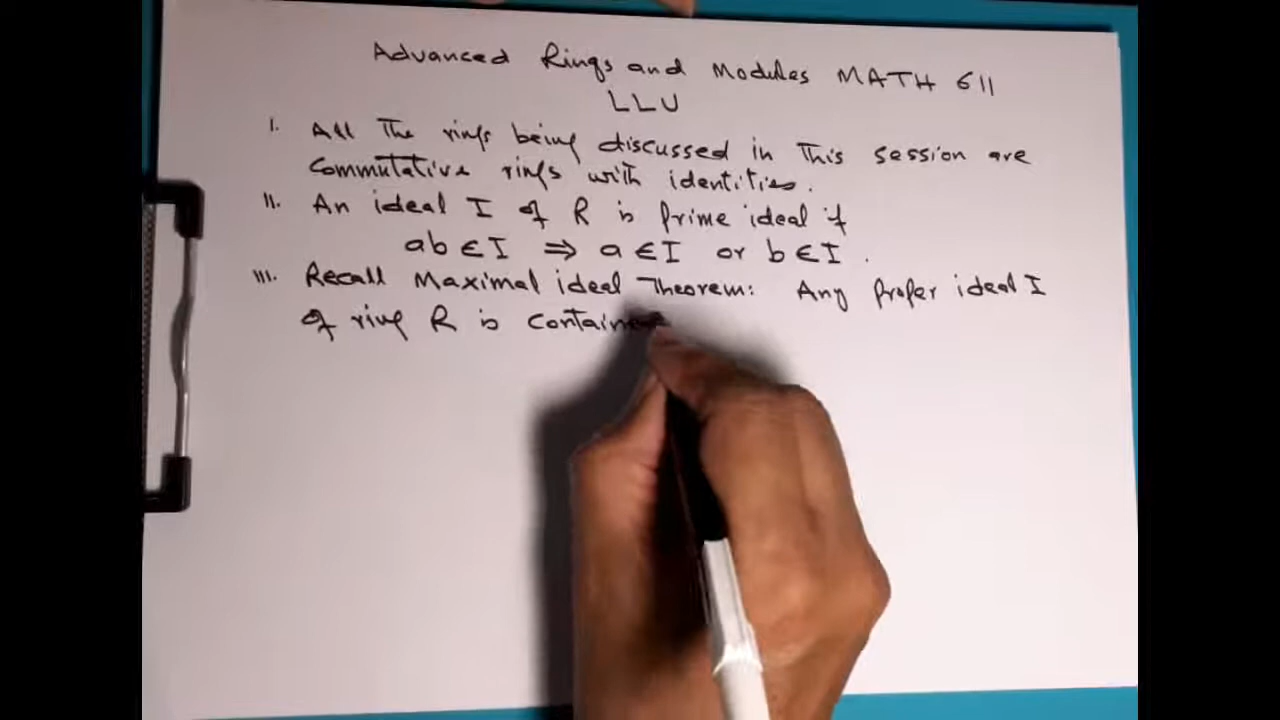 Advanced Rings and Modules MATH 611
LLU
I. All The rings being discussed in This session are
Commutative rings with identities.
II. An ideal I of R is prime ideal if
ab ∈ I ⇒ a ∈ I or b ∈ I.
III. Recall Maximal ideal Theorem: Any proper ideal I
of ring R is